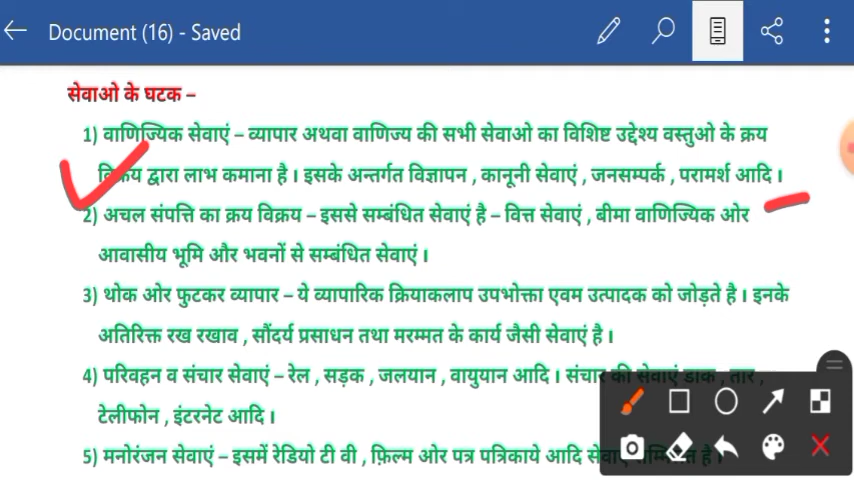 Document (16) - Saved
सेवाओ के घटक –
1) वाणिज्यिक सेवाएं – व्यापार अथवा वाणिज्य की सभी सेवाओ का विशिष्ट उद्देश्य वस्तुओ के क्रय
विक्रय द्वारा लाभ कमाना है । इसके अन्तर्गत विज्ञापन , कानूनी सेवाएं , जनसम्पर्क , परामर्श आदि ।
2) अचल संपत्ति का क्रय विक्रय – इससे सम्बंधित सेवाएं है – वित्त सेवाएं , बीमा वाणिज्यिक ओर
आवासीय भूमि और भवनों से सम्बंधित सेवाएं ।
3) थोक ओर फुटकर व्यापार – ये व्यापारिक क्रियाकलाप उपभोक्ता एवम उत्पादक को जोड़ते है । इनके
अतिरिक्त रख रखाव , सौंदर्य प्रसाधन तथा मरम्मत के कार्य जैसी सेवाएं है ।
4) परिवहन व संचार सेवाएं – रेल , सड़क , जलयान , वायुयान आदि । संचार की सेवाएं डाक , तार ,
टेलीफोन , इंटरनेट आदि ।
5) मनोरंजन सेवाएं – इसमें रेडियो टी वी , फ़िल्म ओर पत्र पत्रिकाये आदि सेवाएं सम्मिलित है ।